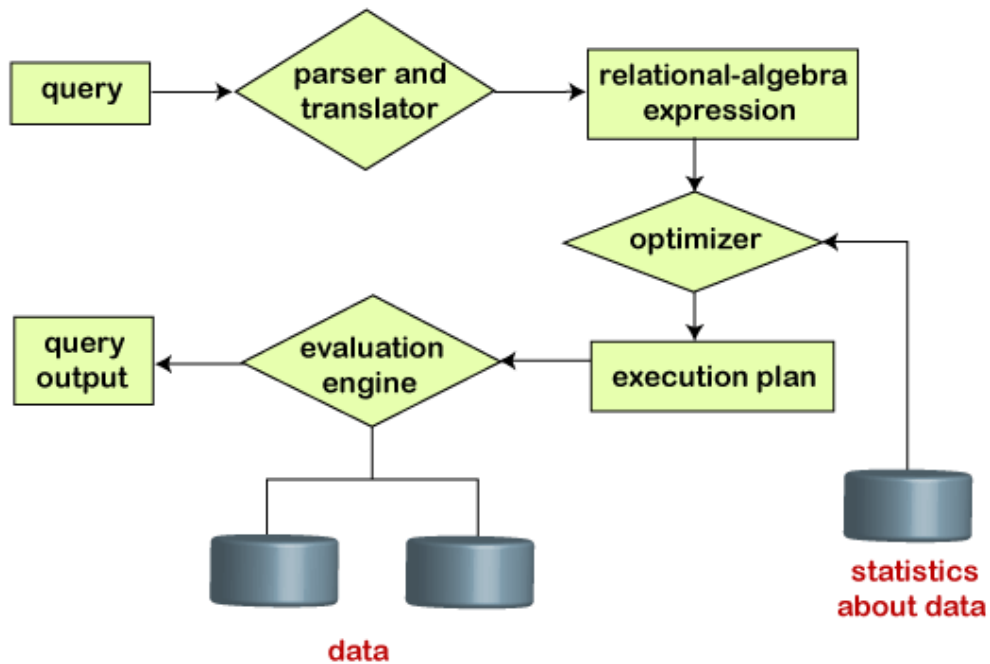 query
parser and
translator
relational-algebra
expression
optimizer
query
output
evaluation
engine
execution plan
statistics
about data
data